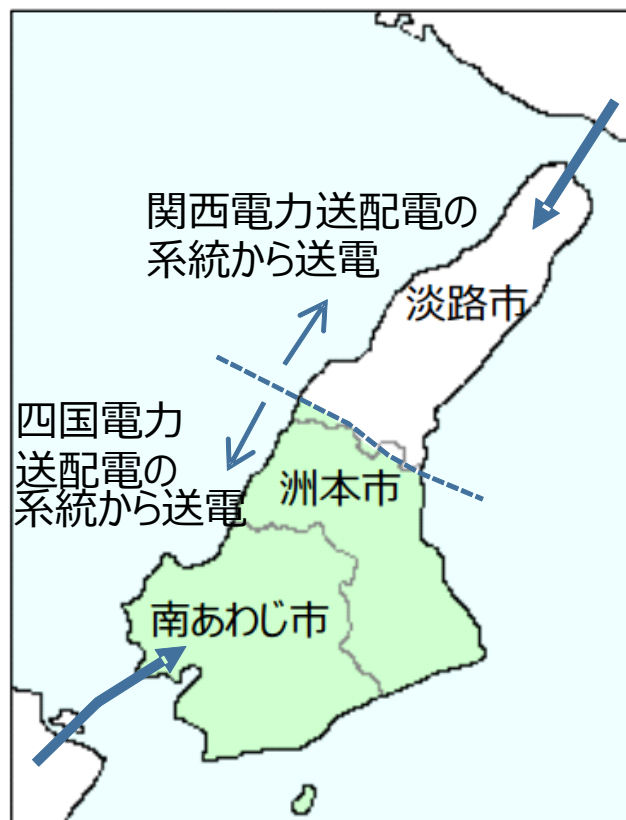 関西電力送配電の
系統から送電
淡路市
四国電力
送配電の
系統から送電
洲本市
南あわじ市